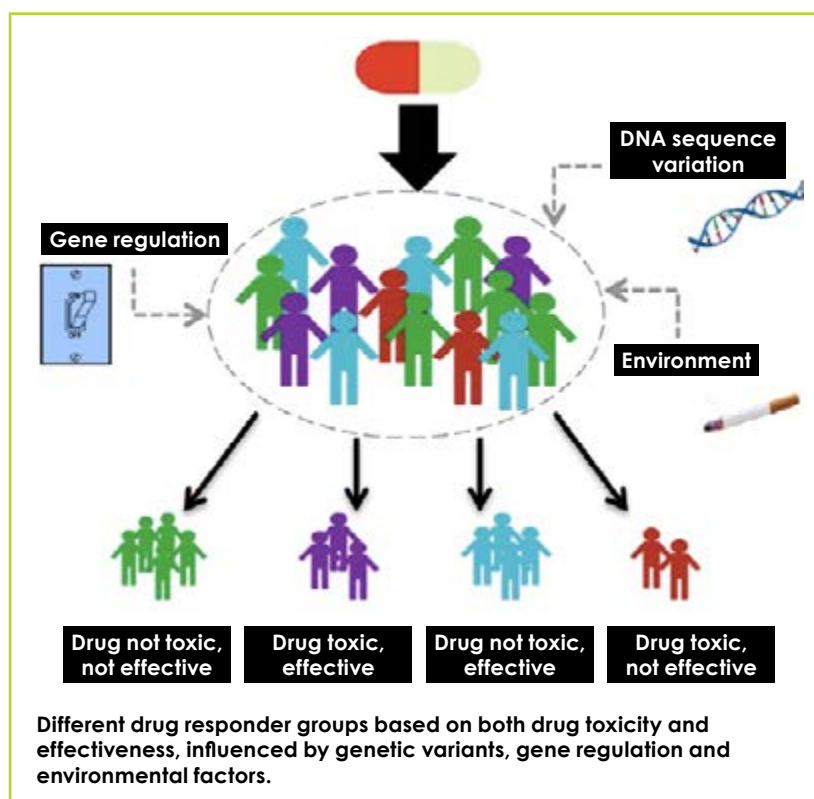 DNA sequence
variation
Gene regulation
Environment
Drug not toxic,
not effective
Drug toxic,
effective
Drug not toxic,
effective
Drug toxic,
not effective
Different drug responder groups based on both drug toxicity and
effectiveness, influenced by genetic variants, gene regulation and
environmental factors.